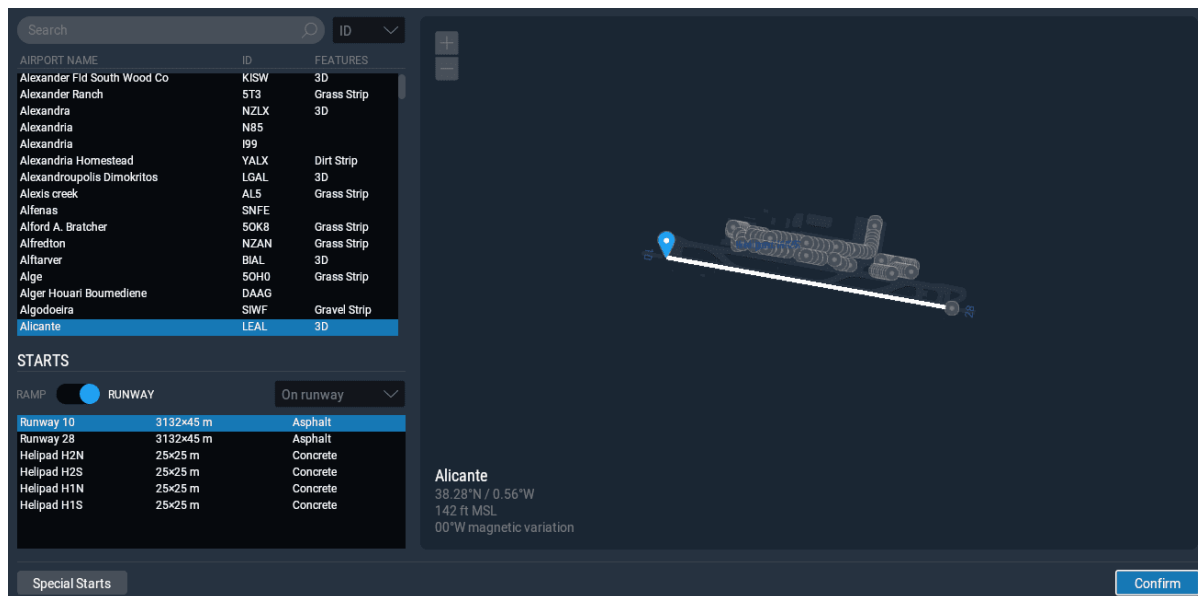 Search ID
AIRPORT NAME ID FEATURES
Alexander Fld South Wood Co KISW 3D
Alexander Ranch 5T3 Grass Strip
Alexandra NZLX 3D
Alexandria N85
Alexandria I99
Alexandria Homestead YALX Dirt Strip
Alexandroupolis Dimokritos LGAL 3D
Alexis creek AL5 Grass Strip
Alfenas SNFE
Alford A. Bratcher 5OK8 Grass Strip
Alfredton NZAN Grass Strip
Alftarver BIAL 3D
Alge 5OH0 Grass Strip
Alger Houari Boumediene DAAG
Algodoeira SIWF Gravel Strip
Alicante LEAL 3D
STARTS
RAMP RUNWAY On runway
Runway 10 3132×45 m Asphalt
Runway 28 3132×45 m Asphalt
Helipad H2N 25×25 m Concrete
Helipad H2S 25×25 m Concrete
Helipad H1N 25×25 m Concrete
Helipad H1S 25×25 m Concrete
Special Starts
10
28
Alicante
38.28°N / 0.56°W
142 ft MSL
00°W magnetic variation
Confirm